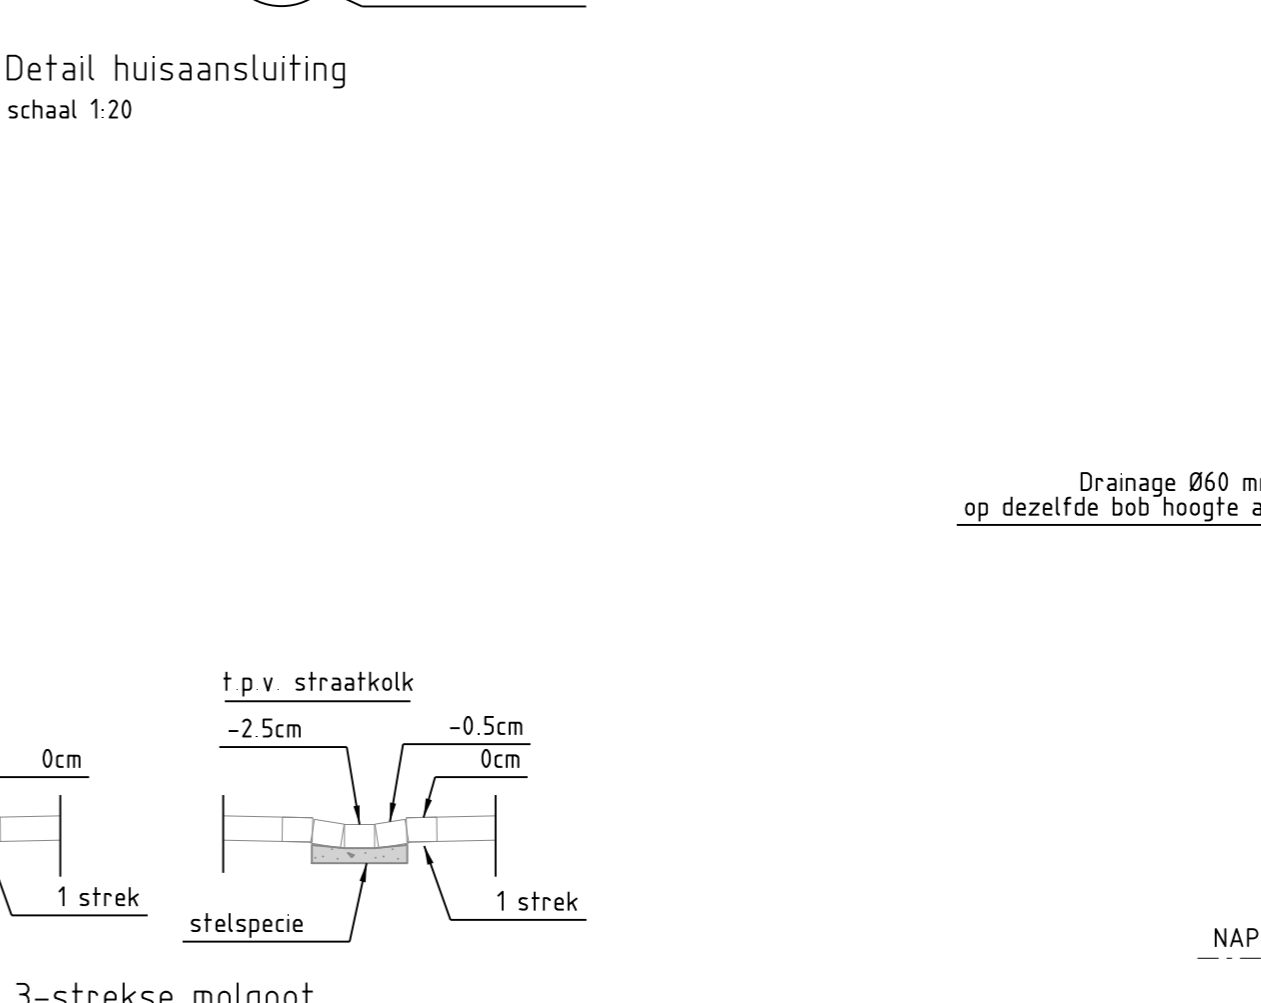 Detail huisaansluiting
schaal 1:20
Drainage Ø60
op dezelfde bob hoogte
t.p.v. straatkolk
-2.5cm
-0.5cm
0cm
0cm
1 strek
1 strek
stelspecie
NAP
3-strekse molgoot